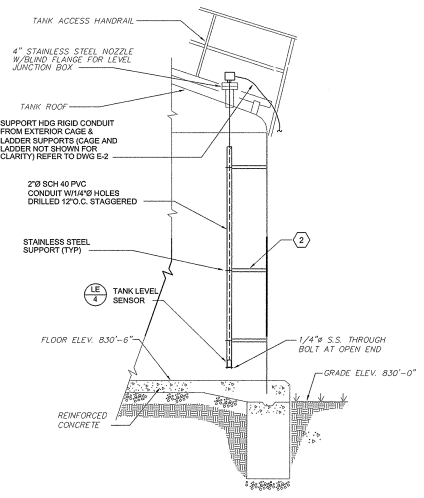 TANK ACCESS HANDRAIL
4" STAINLESS STEEL NOZZLE
W/BLIND FLANGE FOR LEVEL
JUNCTION BOX
TANK ROOF
SUPPORT HDG RIGID CONDUIT
FROM EXTERIOR CAGE &
LADDER SUPPORTS (CAGE AND
LADDER NOT SHOWN FOR
CLARITY) REFER TO DWG E-2
2"Ø SCH 40 PVC
CONDUIT W/1/4"Ø HOLES
DRILLED 12"O.C. STAGGERED
STAINLESS STEEL
SUPPORT (TYP)
2
LE
4
TANK LEVEL
SENSOR
FLOOR ELEV. 830'-6"
1/4"ø S.S. THROUGH
BOLT AT OPEN END
GRADE ELEV. 830'-0"
REINFORCED
CONCRETE